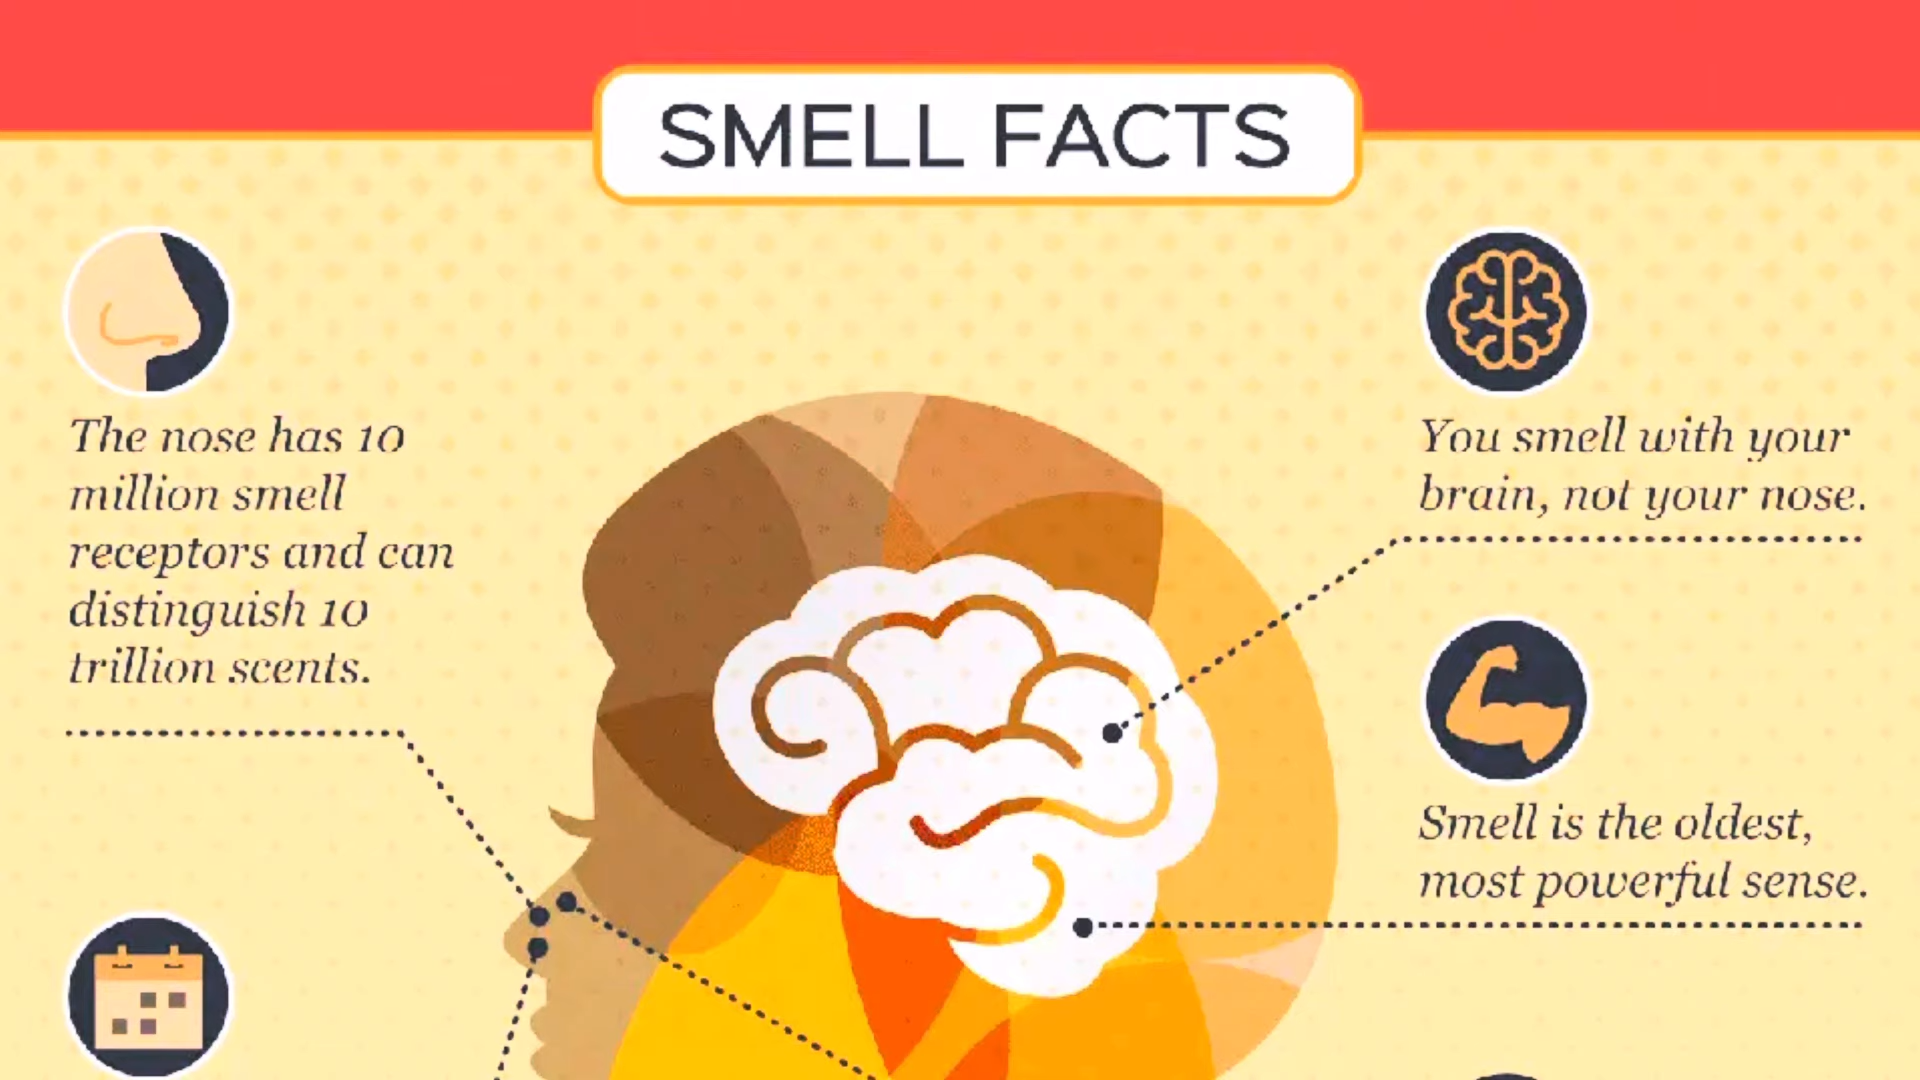 SMELL FACTS
The nose has 10
million smell
receptors and can
distinguish 10
trillion scents.
You smell with your
brain, not your nose.
Smell is the oldest,
most powerful sense.